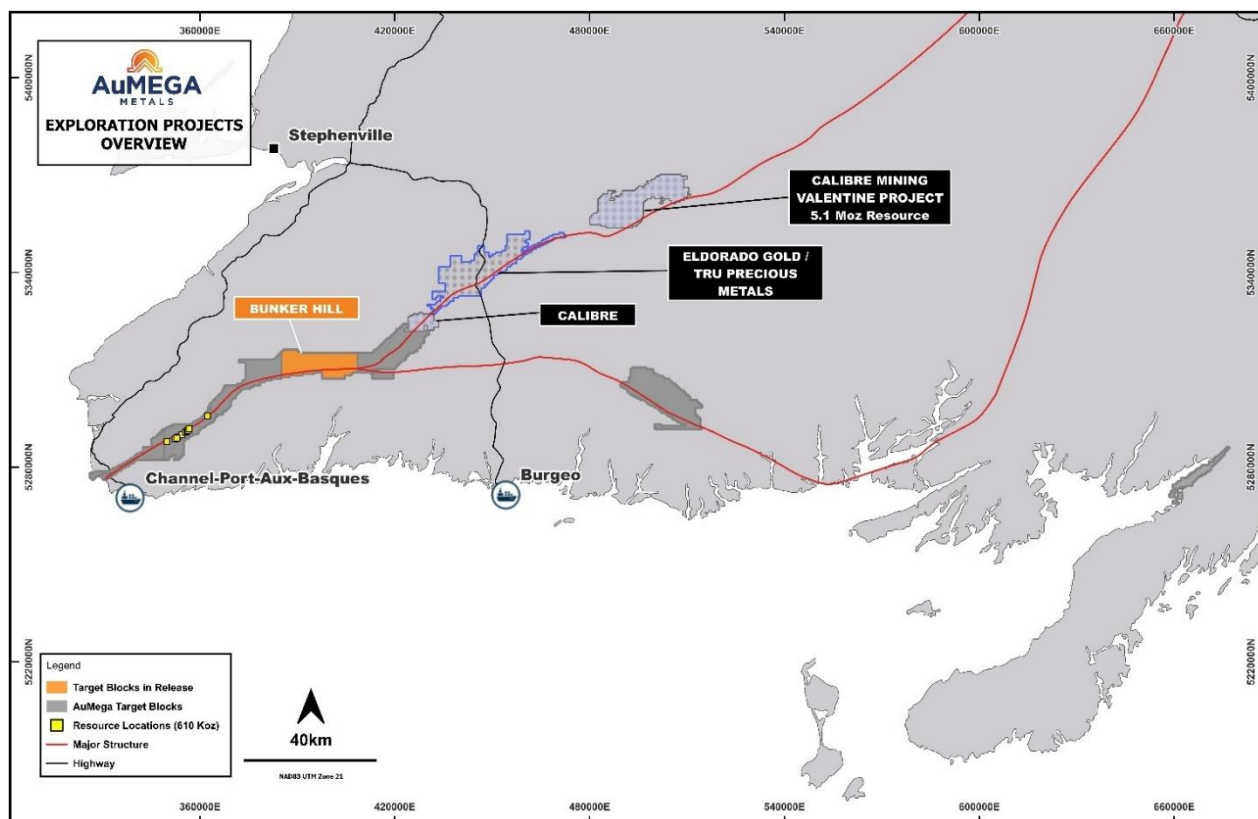 360000E
420000E
480000E
540000E
600000E
660000E
AuMEGA
METALS
EXPLORATION PROJECTS
OVERVIEW
5400000N
5400000N
Stephenville
CALIBRE MINING
VALENTINE PROJECT
5.1 Moz Resource
5340000N
ELDORADO GOLD /
TRU PRECIOUS
METALS
5340000N
BUNKER HILL
CALIBRE
5280000N
Channel-Port-Aux-Basques
Burgeo
5280000N
5220000N
5220000N
Legend
Target Blocks in Release
AuMega Target Blocks
Resource Locations (610 Koz)
Major Structure
Highway
40km
NAD83 UTM Zone 21
360000E
420000E
480000E
540000E
600000E
660000E